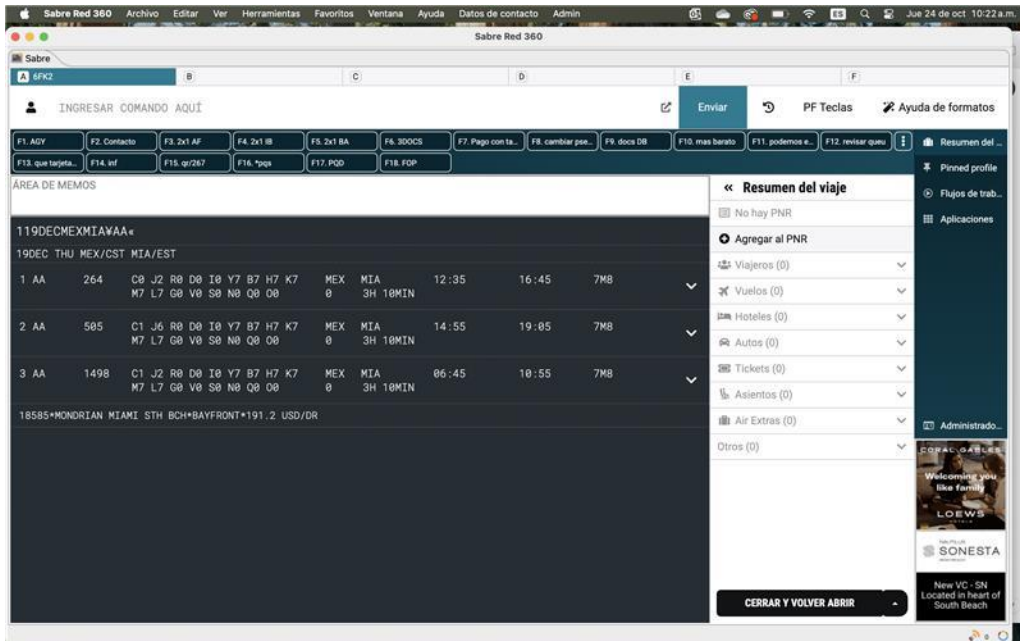 Sabre Red 360 Archivo Editar Ver Herramientas Favoritos Ventana Ayuda Datos de contacto Admin ES Jue 24 de oct 10:22 a.m.
Sabre Red 360
Sabre
A 6FK2 B C D E F
INGRESAR COMANDO AQUÍ Enviar PF Teclas Ayuda de formatos
F1. AGY F2. Contacto F3. 2x1 AF F4. 2x1 IB F5. 2x1 BA F6. 3DOCS F7. Pago con ta... F8. cambiar pse... F9. docs DB F10. mas barato F11. podemos e... F12. revisar queu
F13. que tarjeta... F14. inf F15. qr/267 F16. *pqs F17. PQD F18. FOP
Resumen del ...
Pinned profile
Flujos de trab...
Aplicaciones
Administrado...
ÁREA DE MEMOS
119DECMEXMIA¥AA«
19DEC THU MEX/CST MIA/EST
1 AA 264 C0 J2 R0 D0 I0 Y7 B7 H7 K7 MEX MIA 12:35 16:45 7M8
M7 L7 G0 V0 S0 N0 Q0 O0 0 3H 10MIN
2 AA 505 C1 J6 R0 D0 I0 Y7 B7 H7 K7 MEX MIA 14:55 19:05 7M8
M7 L7 G0 V0 S0 N0 Q0 O0 0 3H 10MIN
3 AA 1498 C1 J2 R0 D0 I0 Y7 B7 H7 K7 MEX MIA 06:45 10:55 7M8
M7 L7 G0 V0 S0 N0 Q0 O0 0 3H 10MIN
18585*MONDRIAN MIAMI STH BCH*BAYFRONT*191.2 USD/DR
« Resumen del viaje
No hay PNR
Agregar al PNR
Viajeros (0)
Vuelos (0)
Hoteles (0)
Autos (0)
Tickets (0)
Asientos (0)
Air Extras (0)
Otros (0)
CERRAR Y VOLVER ABRIR
CORAL GABLES
Welcoming you
like family
LOEWS
HOTELS
SONESTA
New VC - SN
Located in heart of
South Beach